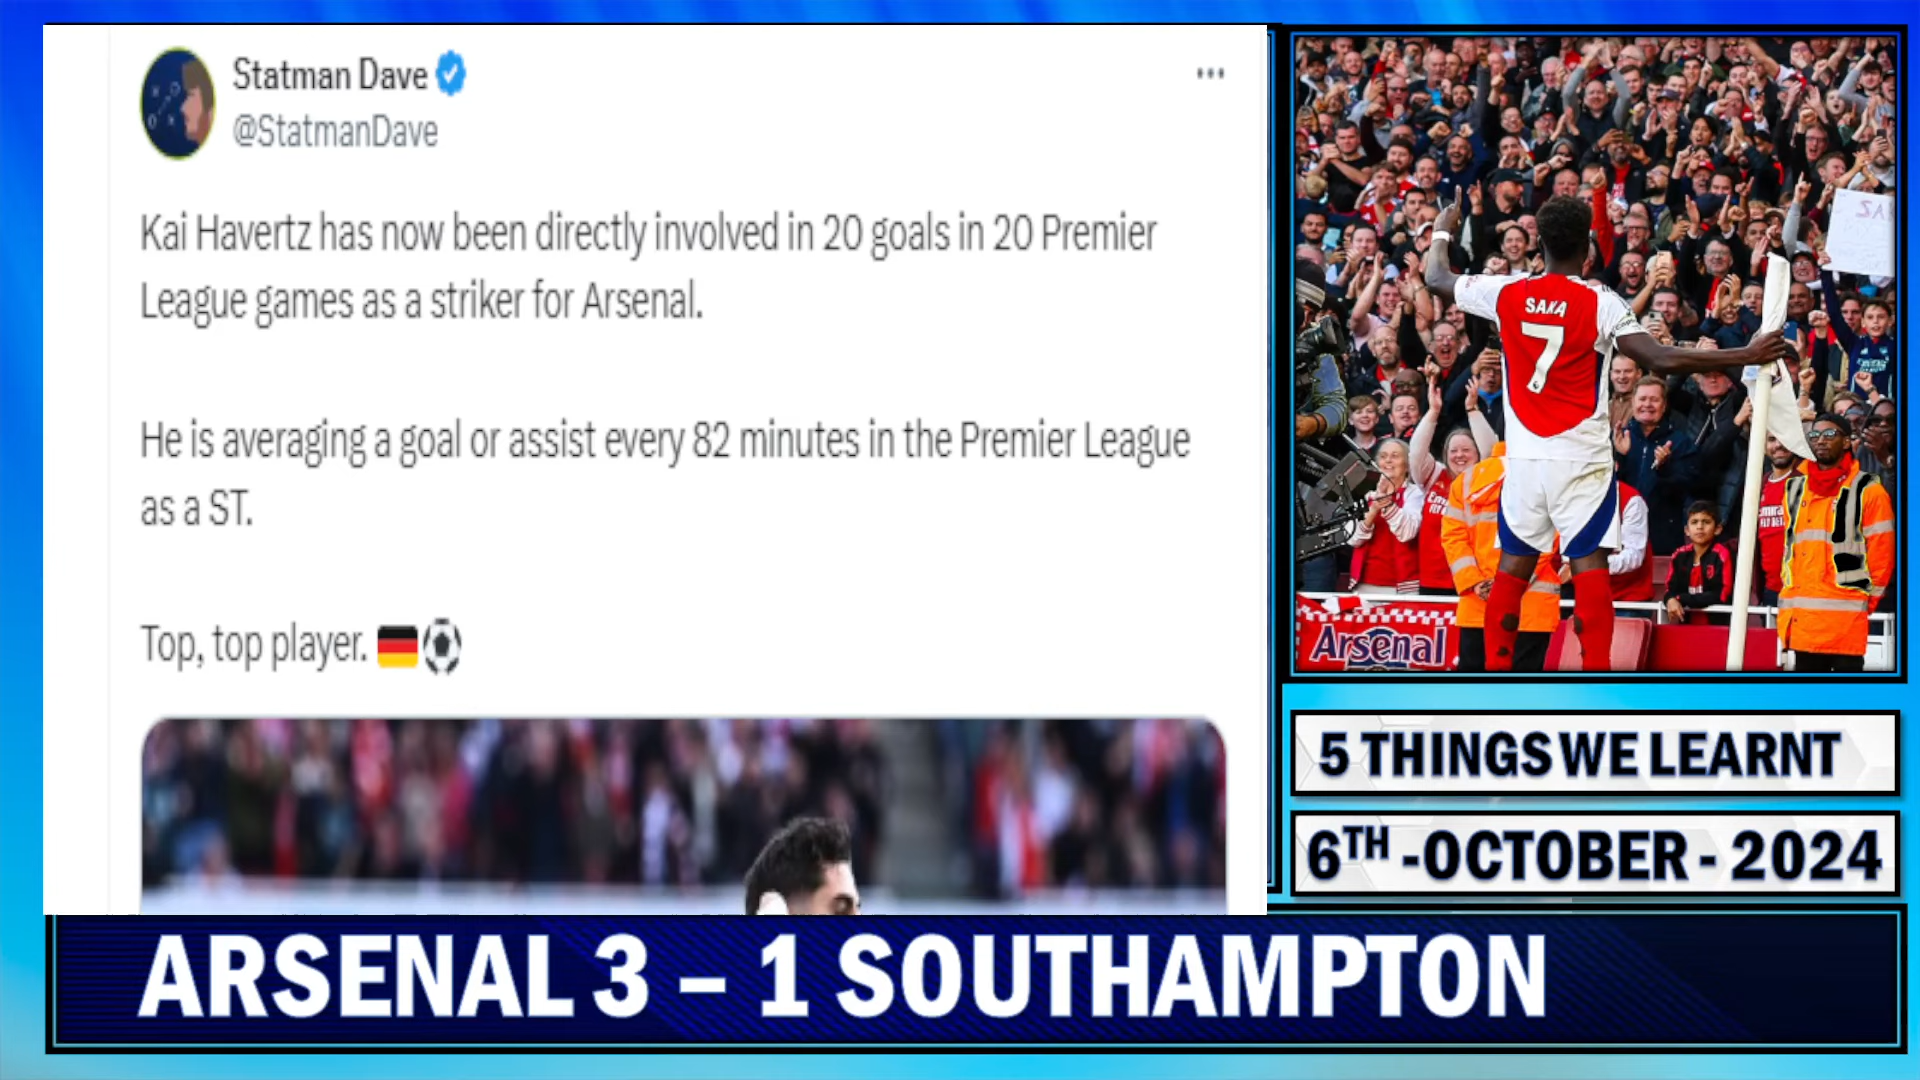 Statman Dave
@StatmanDave
Kai Havertz has now been directly involved in 20 goals in 20 Premier
League games as a striker for Arsenal.
He is averaging a goal or assist every 82 minutes in the Premier League
as a ST.
Top, top player.
SAKA
7
Arsenal
5 THINGS WE LEARNT
6TH -OCTOBER - 2024
ARSENAL 3 – 1 SOUTHAMPTON